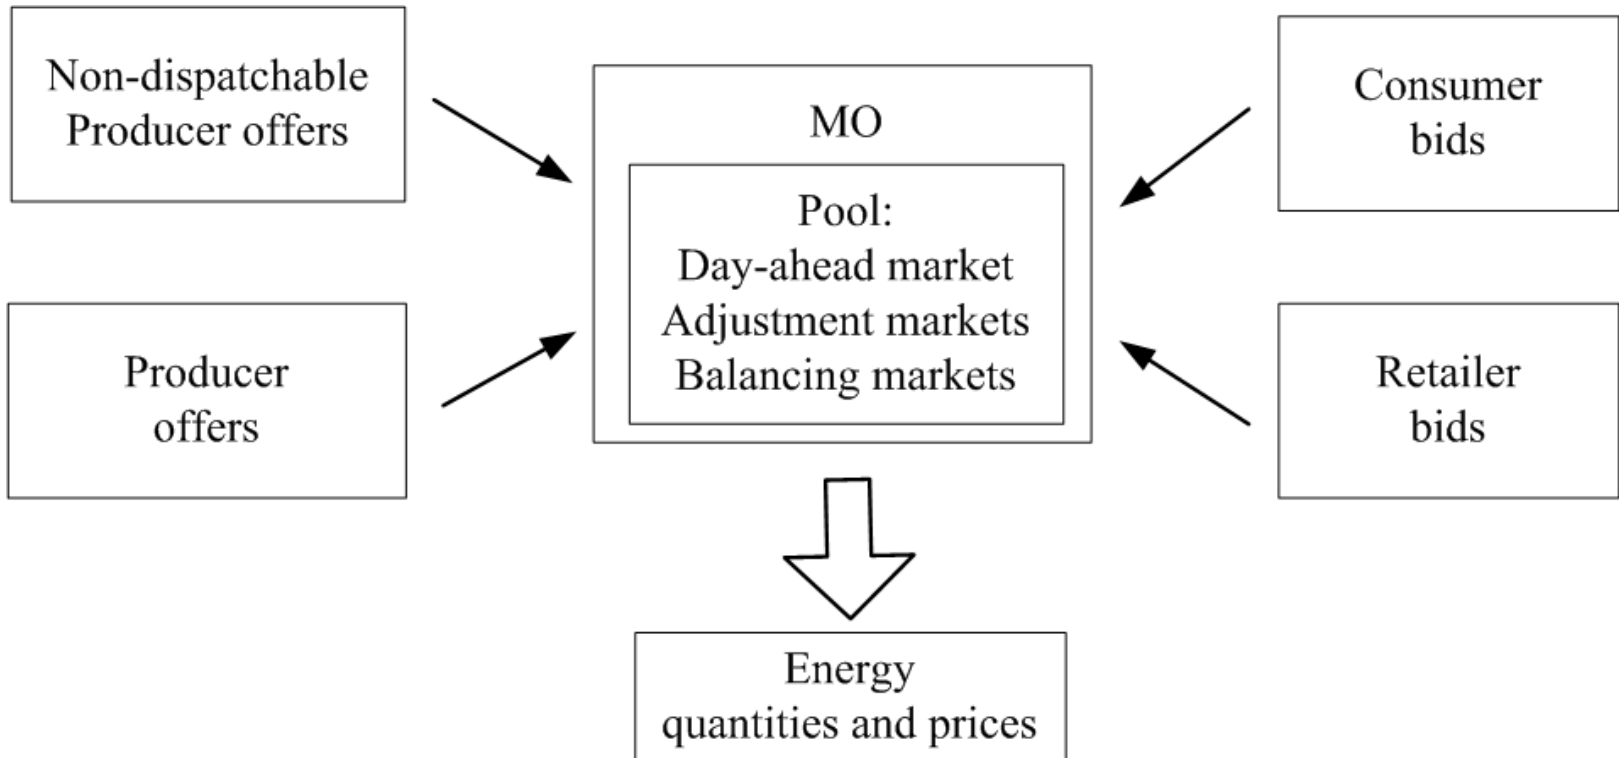 Non-dispatchable
Producer offers
Producer
offers
MO
Pool:
Day-ahead market
Adjustment markets
Balancing markets
Consumer
bids
Retailer
bids
Energy
quantities and prices